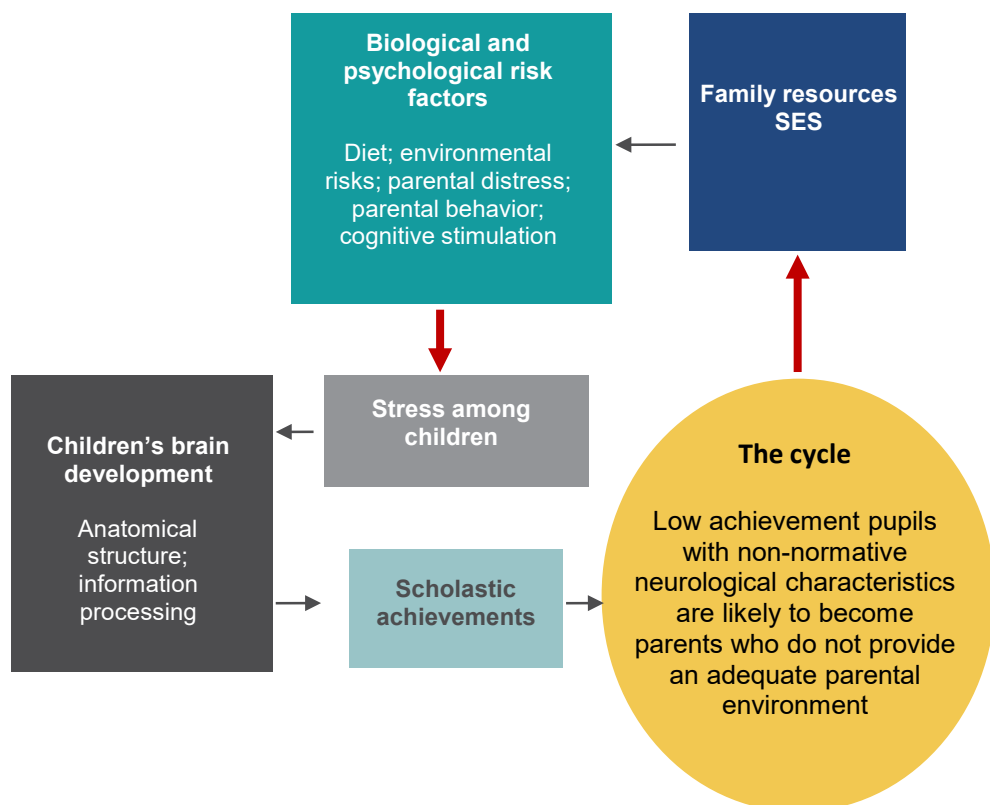 Biological and
psychological risk
factors
Diet; environmental
risks; parental distress;
parental behavior;
cognitive stimulation
Family resources
SES
Stress among
children
Children's brain
development
Anatomical
structure;
information
processing
Scholastic
achievements
The cycle
Low achievement pupils
with non-normative
neurological characteristics
are likely to become
parents who do not provide
an adequate parental
environment